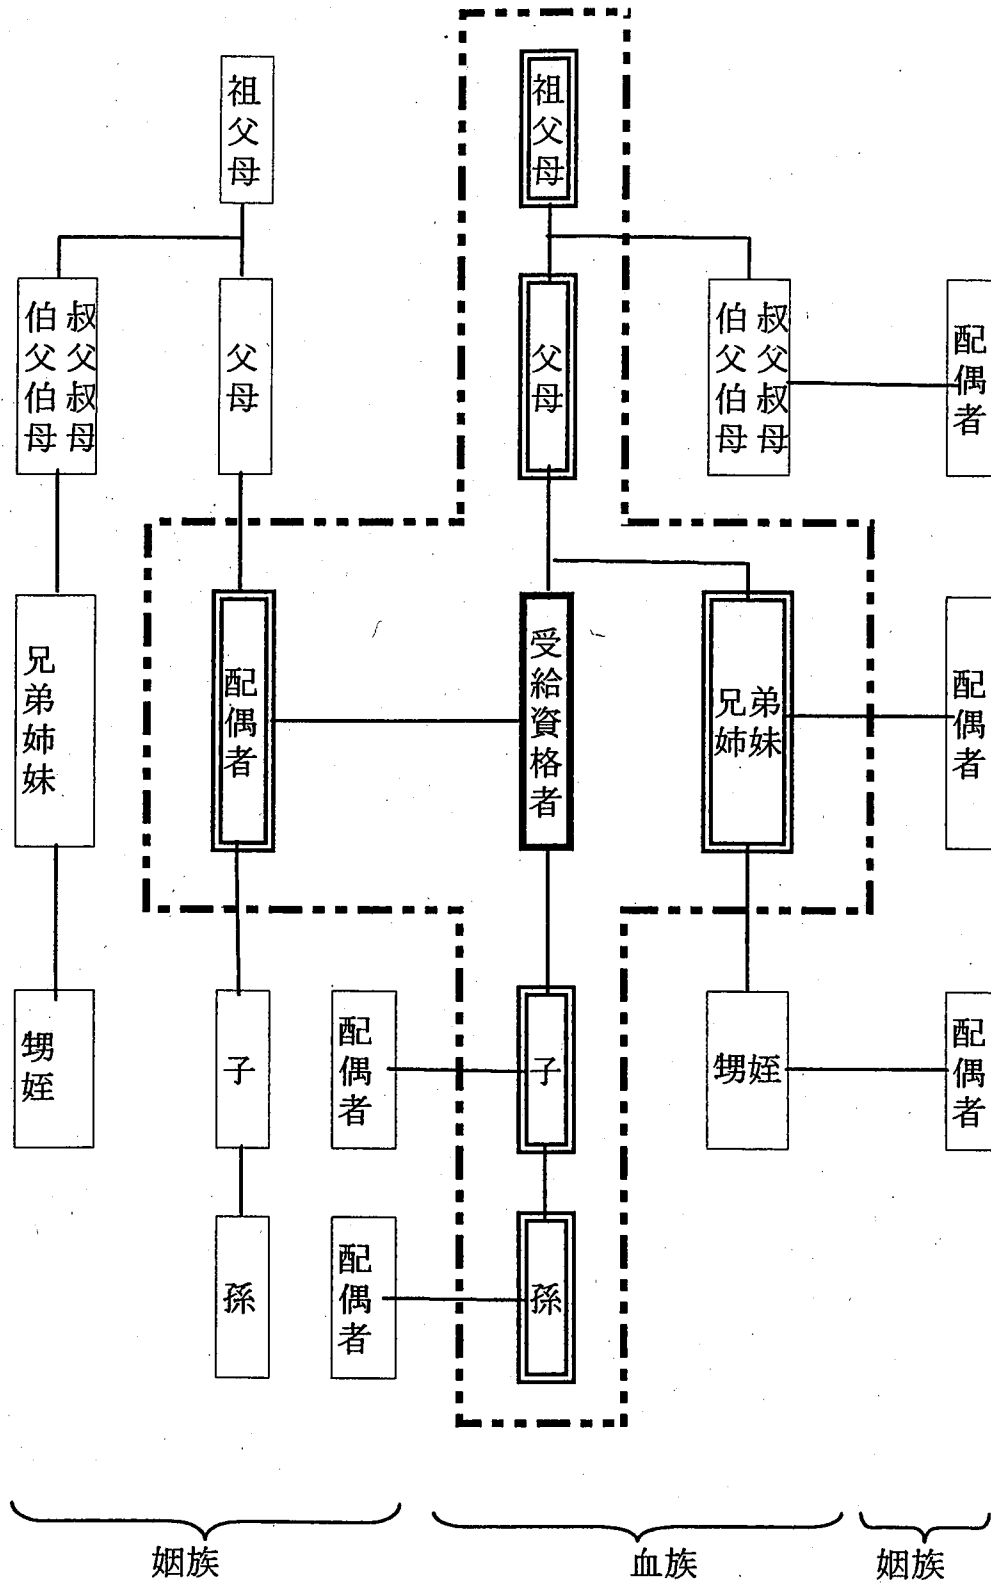 祖父母
祖父母
伯父伯母
叔父叔母
父母
父母
伯父伯母
叔父叔母
配偶者
兄弟姉妹
配偶者
受給資格者
兄弟
姉妹
配偶者
甥姪
子
配偶者
子
甥姪
配偶者
孫
配偶者
孫
姻族
血族
姻族